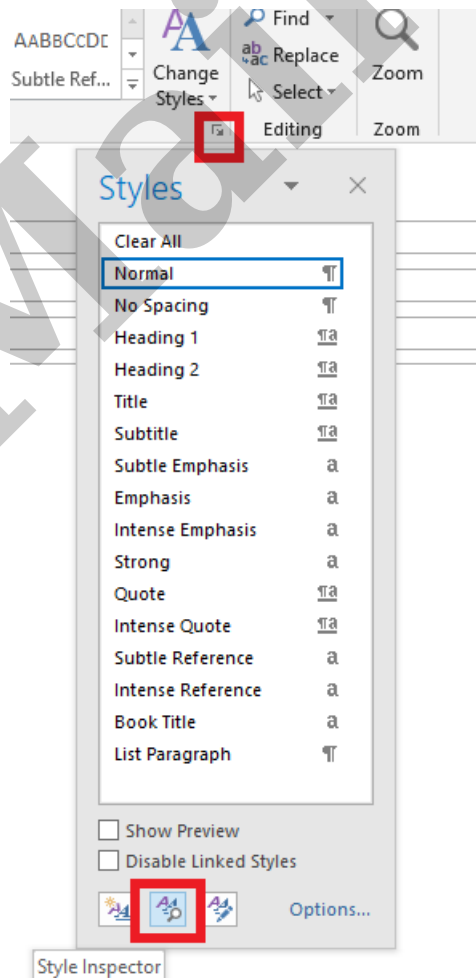 Find
AABBCCDE
Replace
Change Styles
Zoom
Subtle Ref...
Select
Editing
Zoom
Styles
Clear All
Normal ¶
No Spacing ¶
Heading 1 ¶a
Heading 2 ¶a
Title ¶a
Subtitle ¶a
Subtle Emphasis a
Emphasis a
Intense Emphasis a
Strong a
Quote ¶a
Intense Quote ¶a
Subtle Reference a
Intense Reference a
Book Title a
List Paragraph ¶
Show Preview
Disable Linked Styles
Options...
Style Inspector